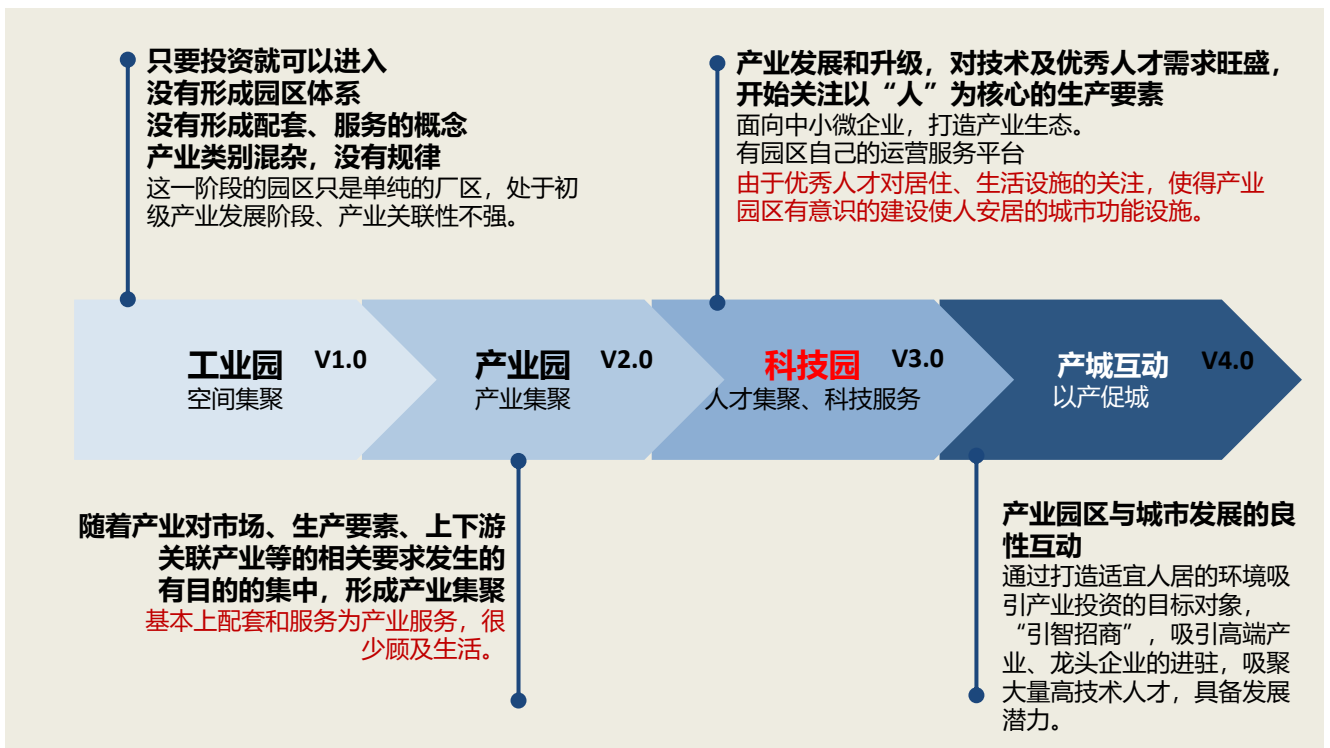 只要投资就可以进入
没有形成园区体系
没有形成配套、服务的概念
产业类别混杂，没有规律
这一阶段的园区只是单纯的厂区，处于初
级产业发展阶段、产业关联性不强。
产业发展和升级，对技术及优秀人才需求旺盛，
开始关注以“人”为核心的生产要素
面向中小微企业，打造产业生态。
有园区自己的运营服务平台
由于优秀人才对居住、生活设施的关注，使得产业
园区有意识的建设使人安居的城市功能设施。
工业园 V1.0
空间集聚
产业园 V2.0
产业集聚
科技园 V3.0
人才集聚、科技服务
产城互动 V4.0
以产促城
随着产业对市场、生产要素、上下游
关联产业等的相关要求发生的
有目的的集中，形成产业集聚
基本上配套和服务为产业服务，很
少顾及生活。
产业园区与城市发展的良
性互动
通过打造适宜人居的环境吸
引产业投资的目标对象，
“引智招商”，吸引高端产
业、龙头企业的进驻，吸聚
大量高技术人才，具备发展
潜力。